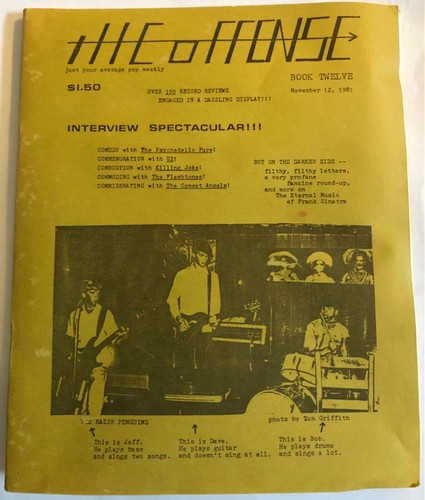 tHE OFFENSE
just your average pop weekly
$1.50
BOOK TWELVE
OVER 100 RECORD REVIEWS
November 12, 1981
ENGAGED IN A DAZZLING DISPLAY!!!
INTERVIEW SPECTACULAR!!!
COMEDY with The Psychedelic Furs!
COMMEMORATION with U2!
COMBUSTION with Killing Joke!
COMMODING with The Fleshtones!
COMMISERATING with The Comsat Angels!
BUT ON THE DARKER SIDE --
filthy, filthy letters,
a very profane
fanzine round-up,
and more on
The Eternal Music
of Frank Sinatra
RAZOR PENGUINS
photo by Tom Griffith
This is Jeff.
He plays bass
and sings two songs.
This is Dave.
He plays guitar
and doesn't sing at all.
This is Bob.
He plays drums
and sings a lot.